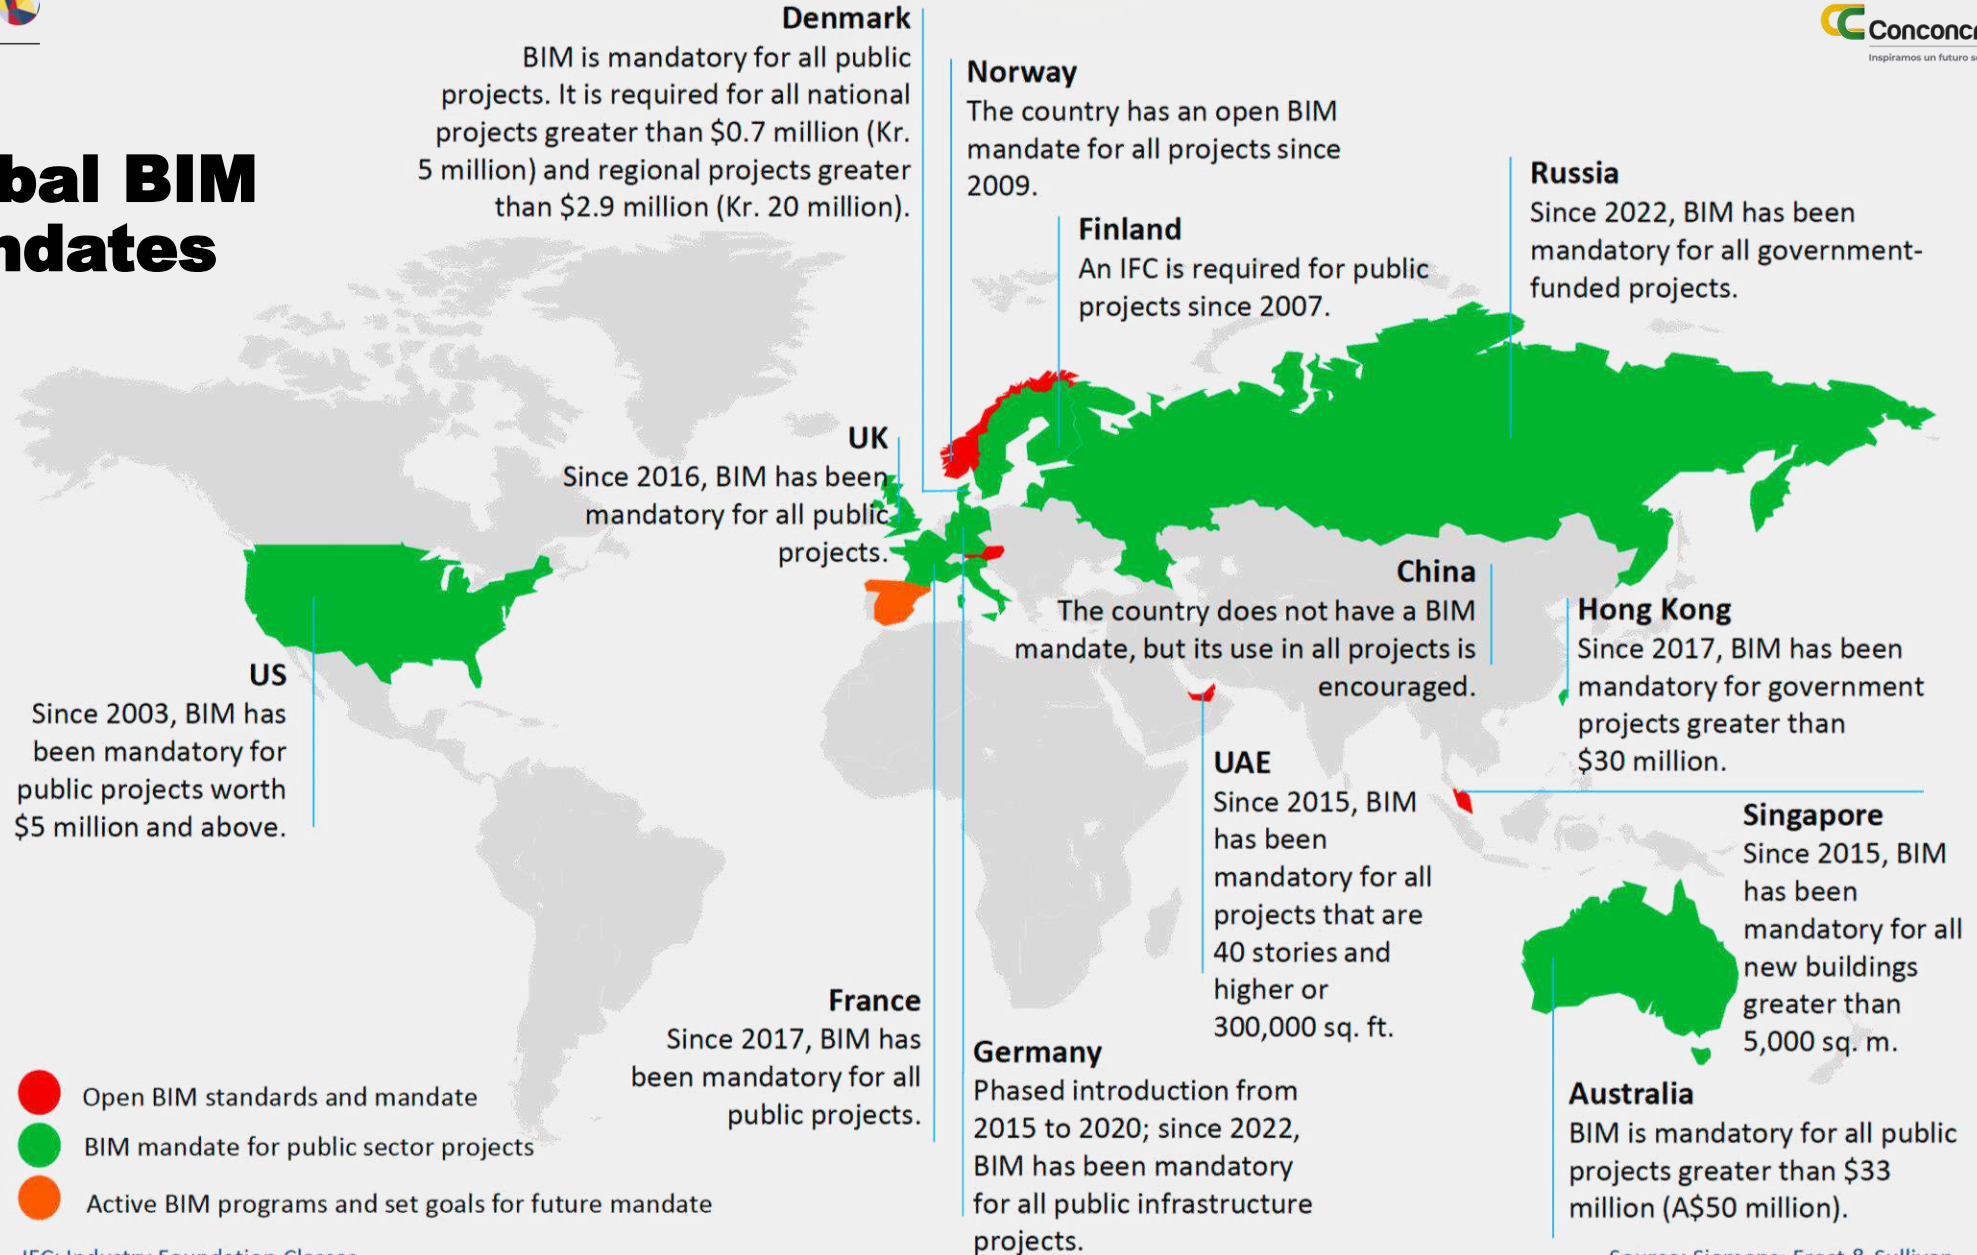 Conconcr
Inspiramos un futuro s
bal BIM
ndates
Denmark
BIM is mandatory for all public
projects. It is required for all national
projects greater than $0.7 million (Kr.
5 million) and regional projects greater
than $2.9 million (Kr. 20 million).
Norway
The country has an open BIM
mandate for all projects since
2009.
Finland
An IFC is required for public
projects since 2007.
Russia
Since 2022, BIM has been
mandatory for all government-
funded projects.
UK
Since 2016, BIM has been
mandatory for all public
projects.
China
The country does not have a BIM
mandate, but its use in all projects is
encouraged.
Hong Kong
Since 2017, BIM has been
mandatory for government
projects greater than
$30 million.
US
Since 2003, BIM has
been mandatory for
public projects worth
$5 million and above.
UAE
Since 2015, BIM
has been
mandatory for all
projects that are
40 stories and
higher or
300,000 sq. ft.
Singapore
Since 2015, BIM
has been
mandatory for all
new buildings
greater than
5,000 sq. m.
France
Since 2017, BIM has
been mandatory for all
public projects.
Germany
Phased introduction from
2015 to 2020; since 2022,
BIM has been mandatory
for all public infrastructure
projects.
Australia
BIM is mandatory for all public
projects greater than $33
million (A$50 million).
Open BIM standards and mandate
BIM mandate for public sector projects
Active BIM programs and set goals for future mandate
IFC: Industry Foundation Classes
Source: Siemens; Frost & Sullivan